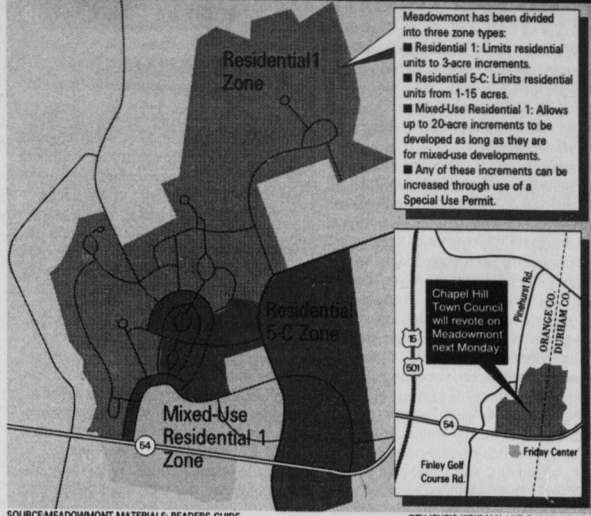 Meadowmont has been divided
into three zone types:
■ Residential 1: Limits residential
units to 3-acre increments.
■ Residential 5-C: Limits residential
units from 1-15 acres.
■ Mixed-Use Residential 1: Allows
up to 20-acre increments to be
developed as long as they are
for mixed-use developments.
■ Any of these increments can be
increased through use of a
Special Use Permit.
Residential1
Zone
Residential
5-C Zone
Mixed-Use
Residential 1
Zone
54
Chapel Hill
Town Council
will revote on
Meadowmont
next Monday.
Pinehurst Rd.
ORANGE CO.
DURHAM CO.
15
501
54
Friday Center
Finley Golf
Course Rd.
SOURCE:MEADOWMONT MATERIALS: READERS GUIDE